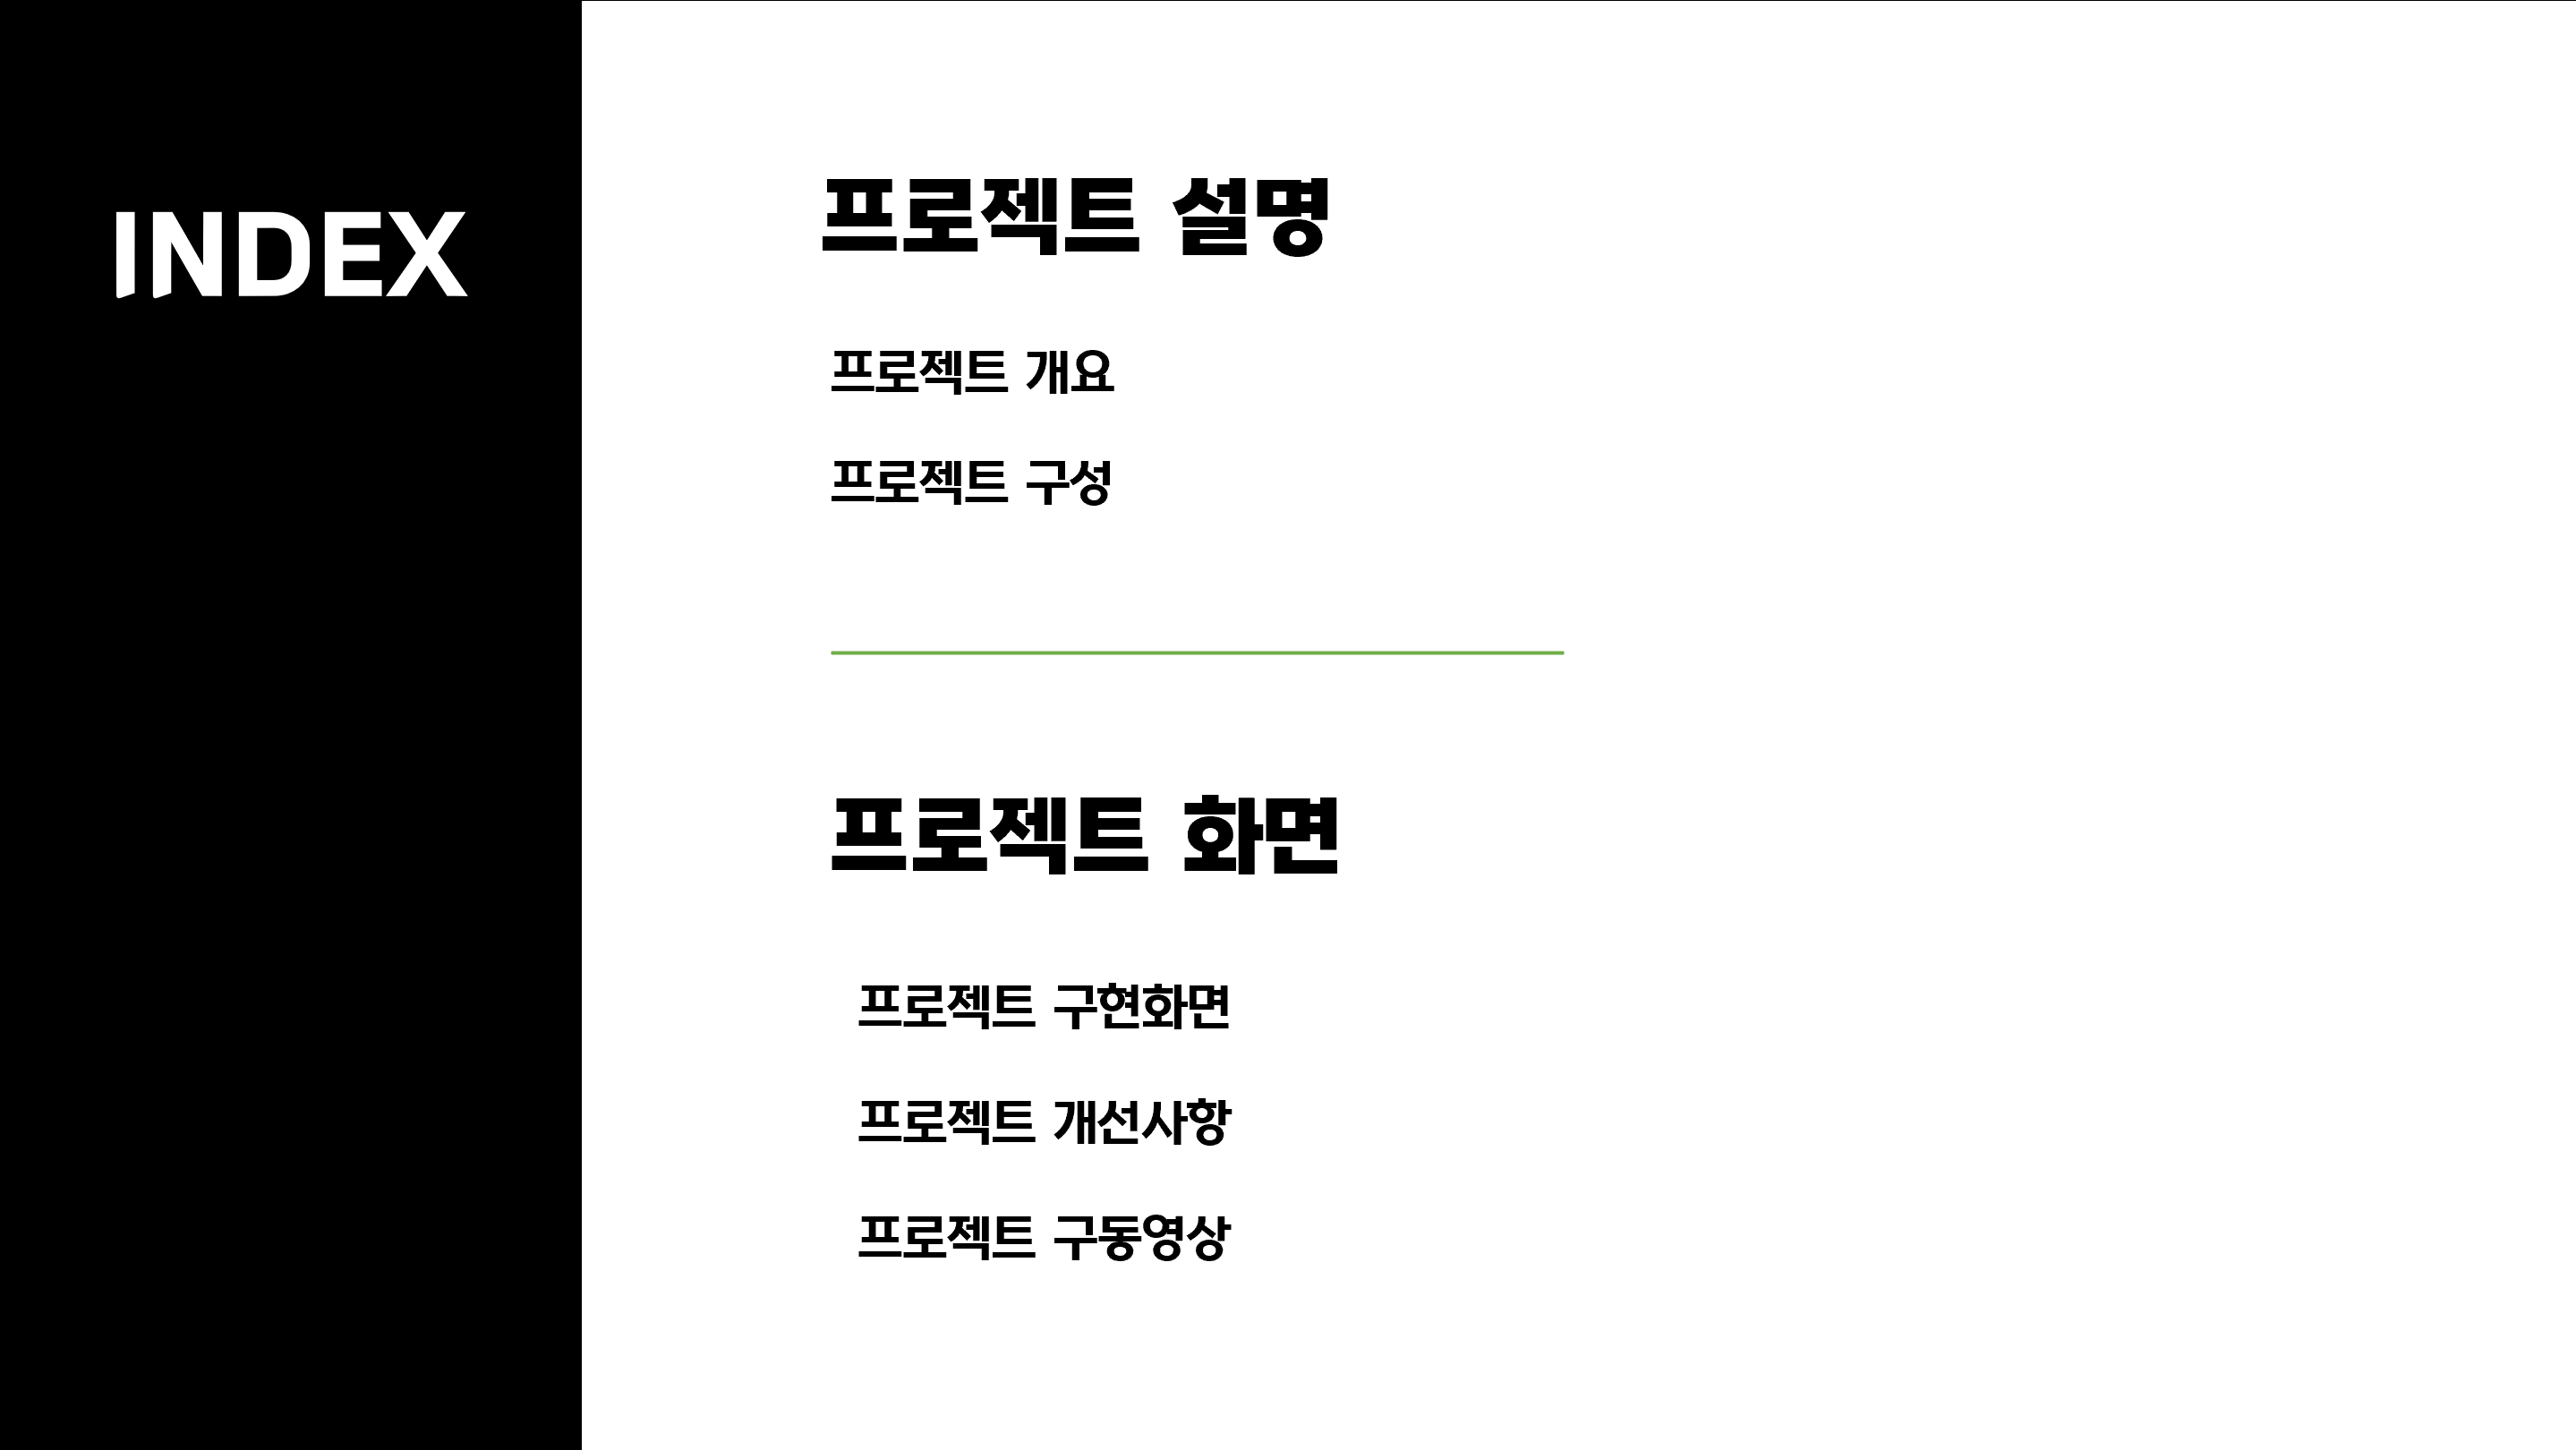 INDEX
프로젝트 설명
프로젝트 개요
프로젝트 구성
프로젝트 화면
프로젝트 구현화면
프로젝트 개선사항
프로젝트 구동영상